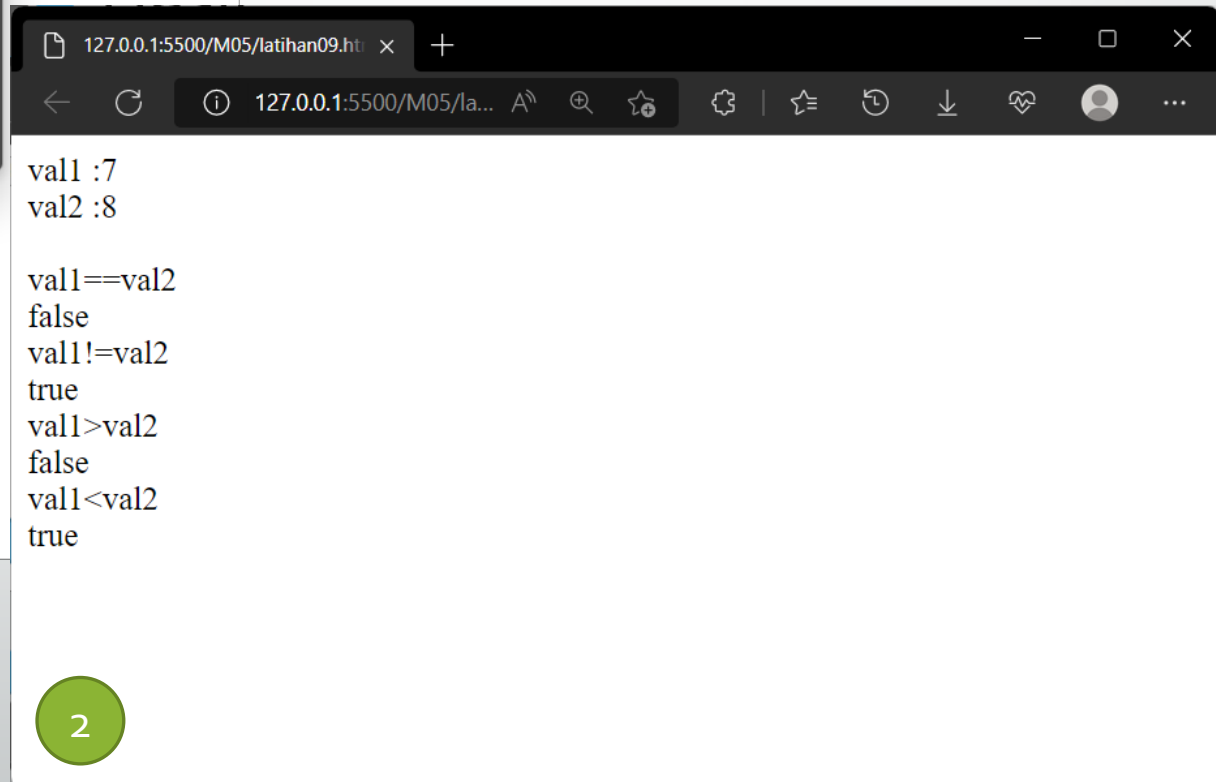 127.0.0.1:5500/M05/latihan09.ht
127.0.0.1:5500/M05/la...
val1 :7
val2 :8
val1==val2
false
val1!=val2
true
val1>val2
false
val1<val2
true
2